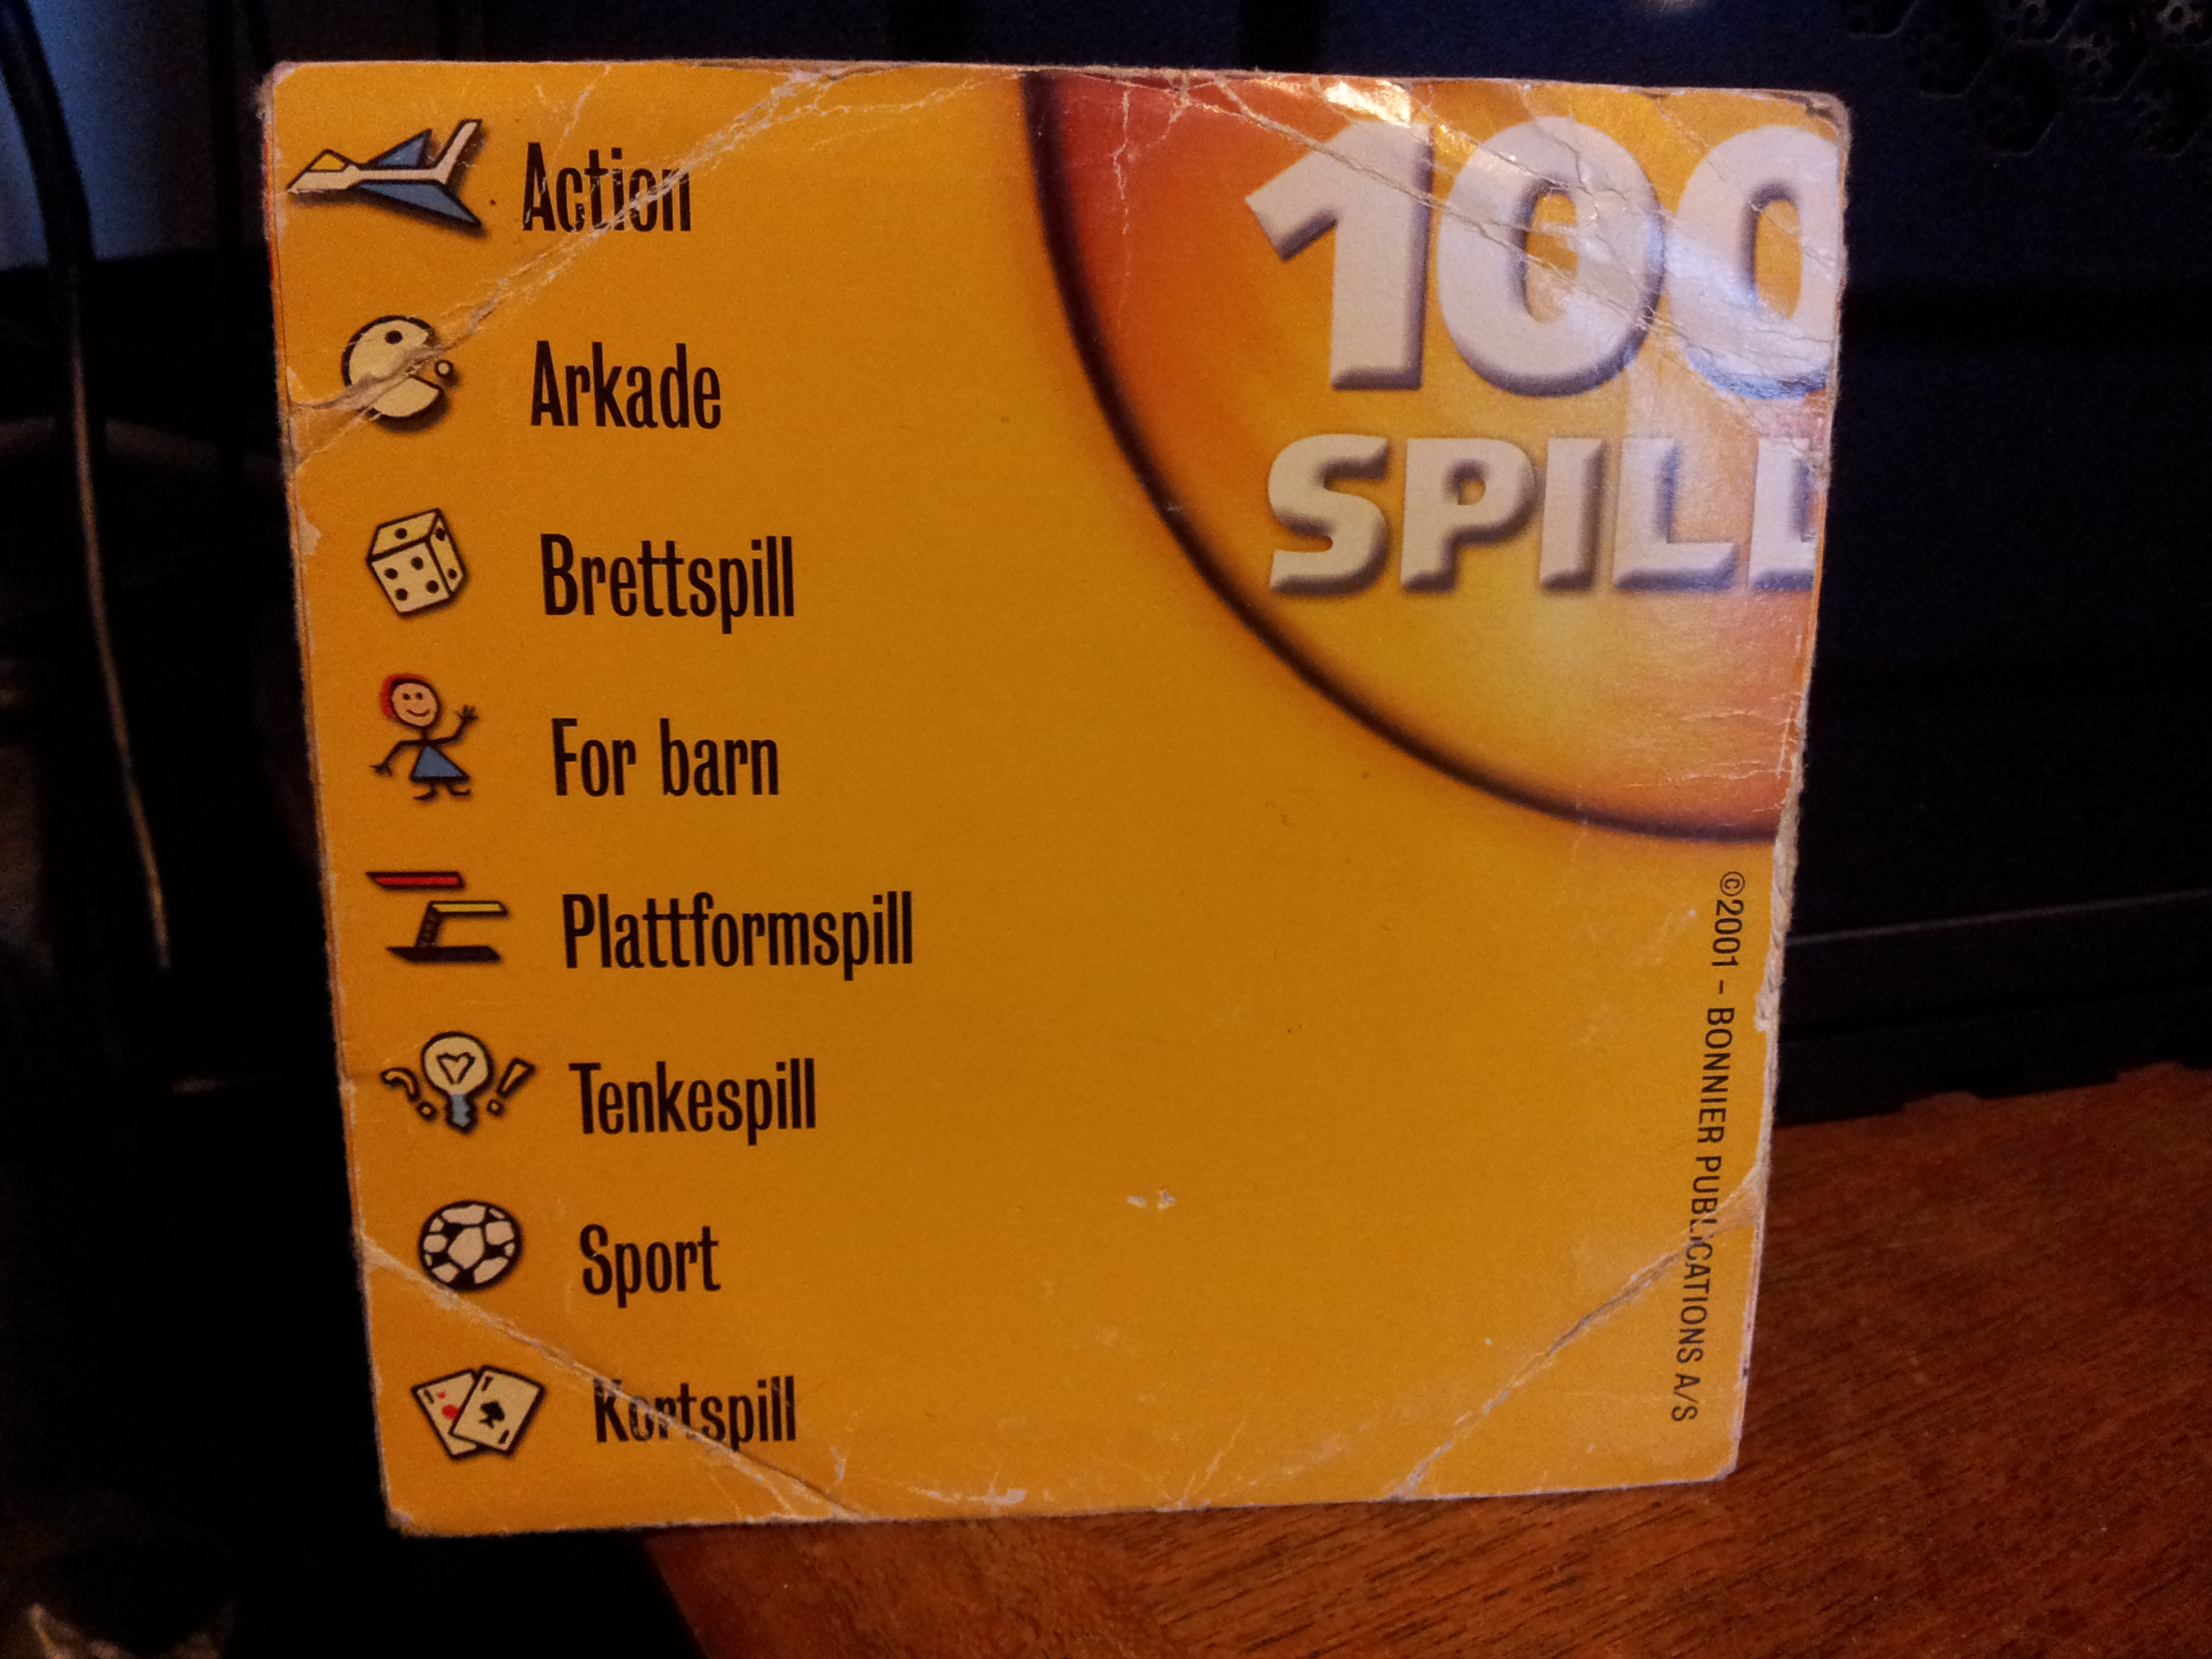 Action
Arkade
Brettspill
For barn
Plattformspill
Tenkespill
Sport
Kortspill
100
SPILL
©2001 – BONNIER PUBLICATIONS A/S